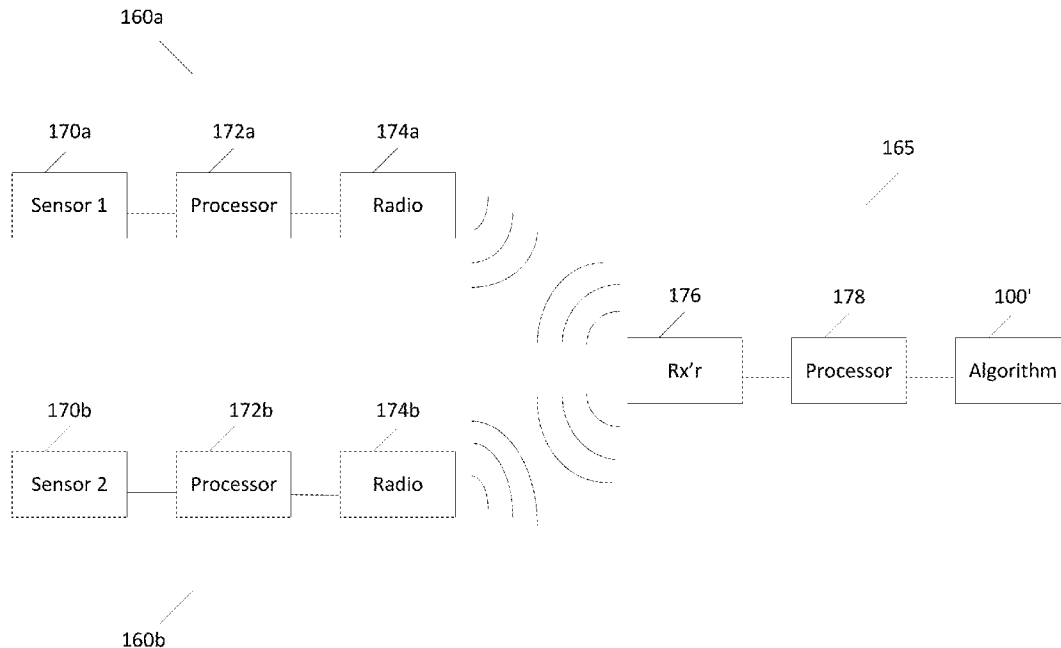 160a
170a
172a
174a
Sensor 1
Processor
Radio
165
176
178
100'
Rx'r
Processor
Algorithm
170b
172b
174b
Sensor 2
Processor
Radio
160b